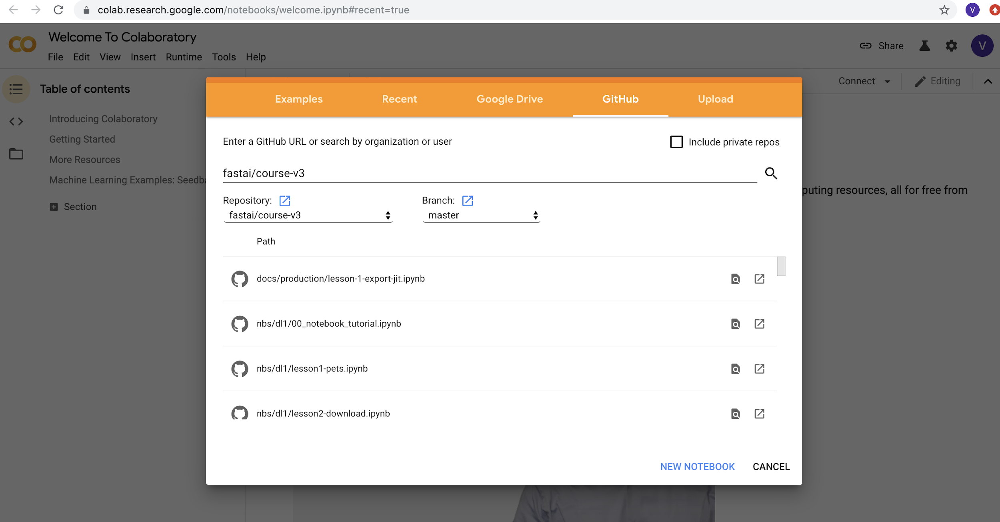 colab.research.google.com/notebooks/welcome.ipynb#recent=true
V
Welcome To Colaboratory
File Edit View Insert Runtime Tools Help
Share
V
Table of contents
Connect
Editing
Introducing Colaboratory
Getting Started
More Resources
Machine Learning Examples: Seedba
Section
Examples Recent Google Drive GitHub Upload
Enter a GitHub URL or search by organization or user
Include private repos
fastai/course-v3
Repository:
Branch:
fastai/course-v3
master
Path
docs/production/lesson-1-export-jit.ipynb
nbs/dl1/00_notebook_tutorial.ipynb
nbs/dl1/lesson1-pets.ipynb
nbs/dl1/lesson2-download.ipynb
NEW NOTEBOOK CANCEL
puting resources, all for free from